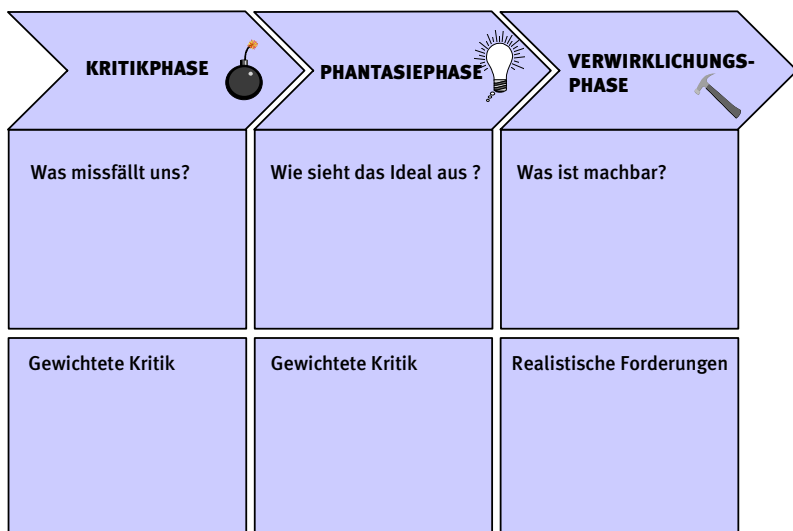 KRITIKPHASE
PHANTASIEPHASE
VERWIRKLICHUNGS-
PHASE
Was missfällt uns?
Wie sieht das Ideal aus ?
Was ist machbar?
Gewichtete Kritik
Gewichtete Kritik
Realistische Forderungen